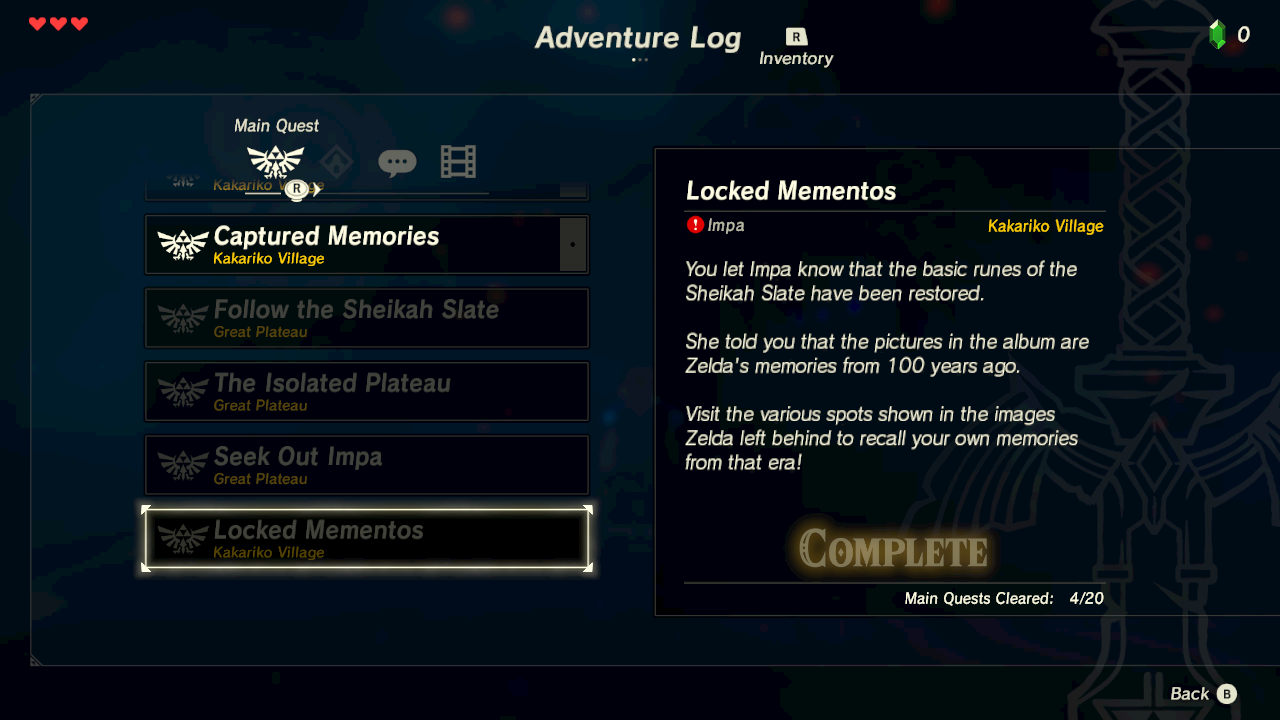 Adventure Log
R
Inventory
0
Main Quest
R
Kakariko Village
Captured Memories
Kakariko Village
Follow the Sheikah Slate
Great Plateau
The Isolated Plateau
Great Plateau
Seek Out Impa
Great Plateau
Locked Mementos
Kakariko Village
Locked Mementos
! Impa
Kakariko Village
You let Impa know that the basic runes of the
Sheikah Slate have been restored.
She told you that the pictures in the album are
Zelda's memories from 100 years ago.
Visit the various spots shown in the images
Zelda left behind to recall your own memories
from that era!
COMPLETE
Main Quests Cleared: 4/20
Back B